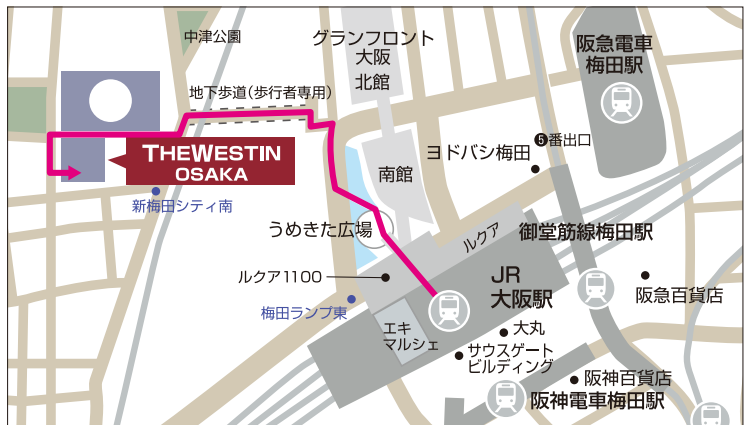 中津公園
グランフロント
大阪
北館
阪急電車
梅田駅
地下歩道（歩行者専用）
❺番出口
ヨドバシ梅田
THE WESTIN
OSAKA
南館
新梅田シティ南
うめきた広場
ルクア
御堂筋線梅田駅
ルクア1100
JR
大阪駅
阪急百貨店
梅田ランプ東
エキ
マルシェ
大丸
サウスゲート
ビルディング
阪神百貨店
阪神電車梅田駅